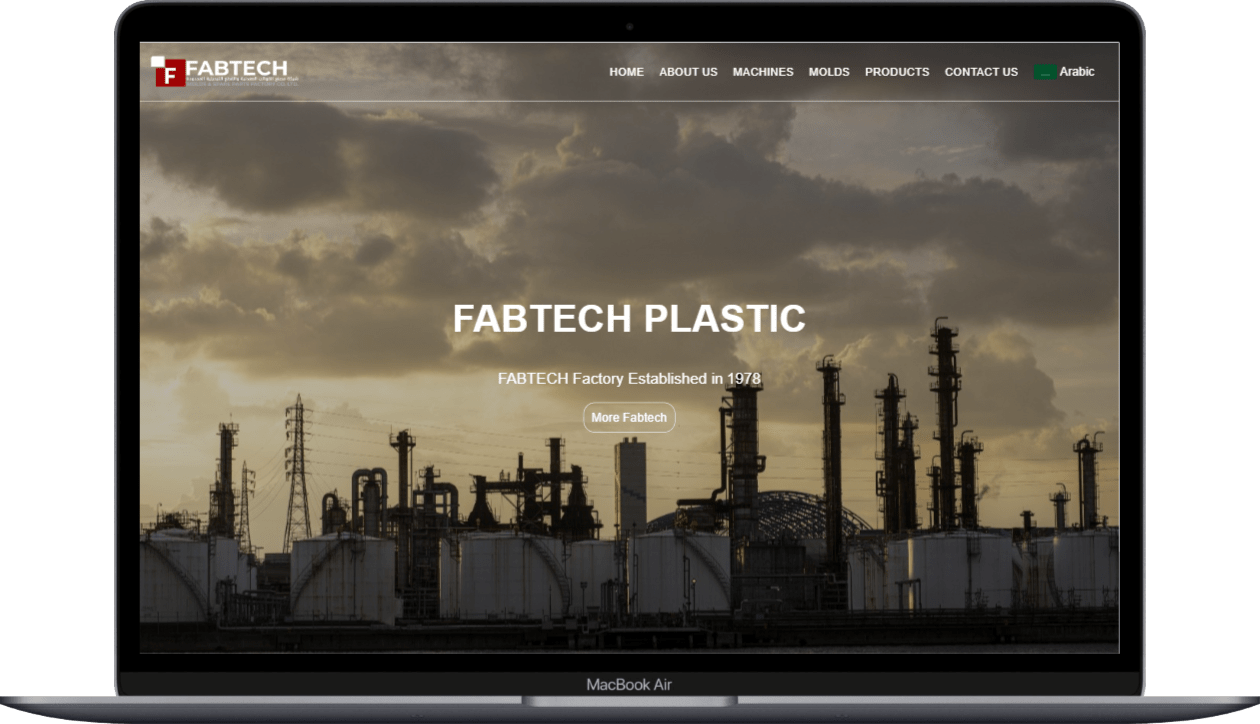 F FABTECH
HOME ABOUT US MACHINES MOLDS PRODUCTS CONTACT US Arabic
FABTECH PLASTIC
FABTECH Factory Established in 1978
More Fabtech
MacBook Air